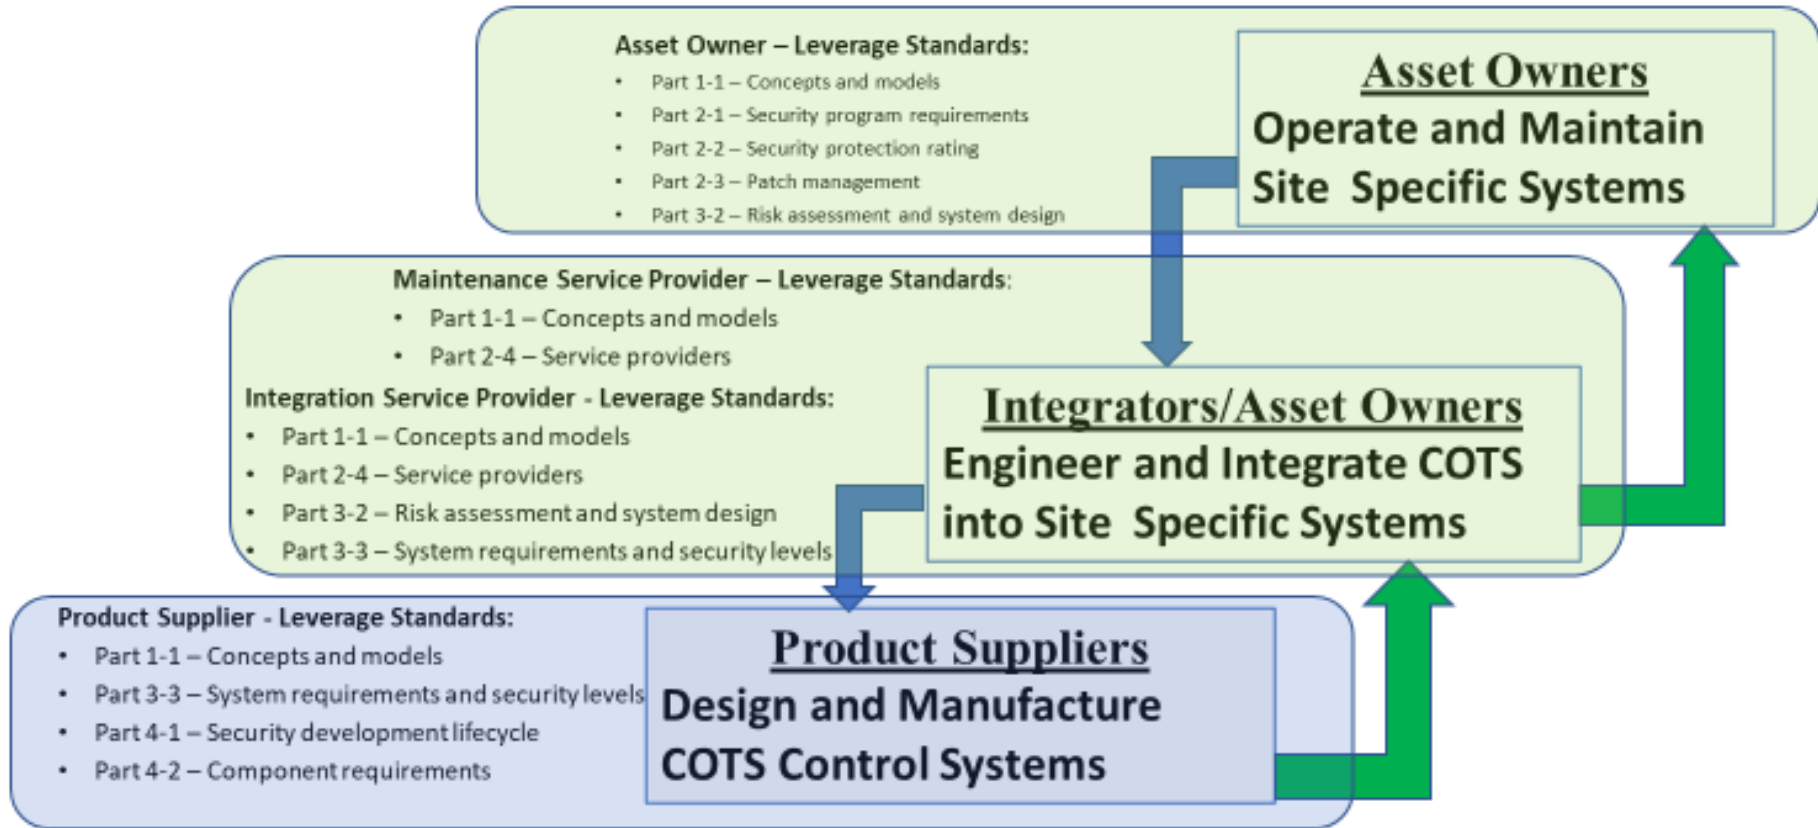 Asset Owner – Leverage Standards:
• Part 1-1 – Concepts and models
• Part 2-1 – Security program requirements
• Part 2-2 – Security protection rating
• Part 2-3 – Patch management
• Part 3-2 – Risk assessment and system design
Asset Owners
Operate and Maintain
Site Specific Systems
Maintenance Service Provider – Leverage Standards:
• Part 1-1 – Concepts and models
• Part 2-4 – Service providers
Integration Service Provider - Leverage Standards:
• Part 1-1 – Concepts and models
• Part 2-4 – Service providers
• Part 3-2 – Risk assessment and system design
• Part 3-3 – System requirements and security levels
Integrators/Asset Owners
Engineer and Integrate COTS
into Site Specific Systems
Product Supplier - Leverage Standards:
• Part 1-1 – Concepts and models
• Part 3-3 – System requirements and security levels
• Part 4-1 – Security development lifecycle
• Part 4-2 – Component requirements
Product Suppliers
Design and Manufacture
COTS Control Systems